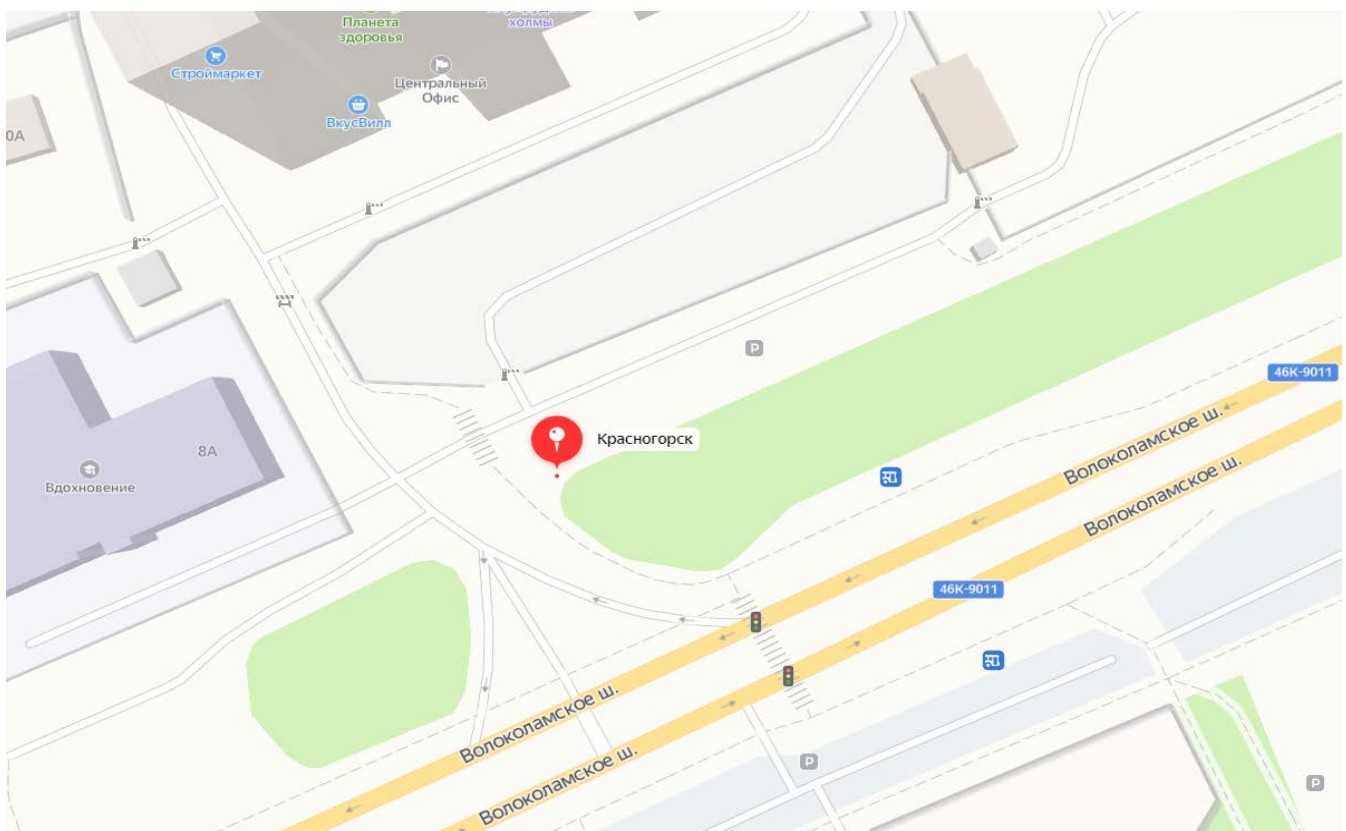 Планета
здоровья
холмы
Строймаркет
Центральный
Офис
ВкусВилл
0А
P
46К-9011
Красногорск
Волоколамское ш.
8А
Вдохновение
Волоколамское ш.
46К-9011
Волоколамское ш.
Волоколамское ш.
P
P